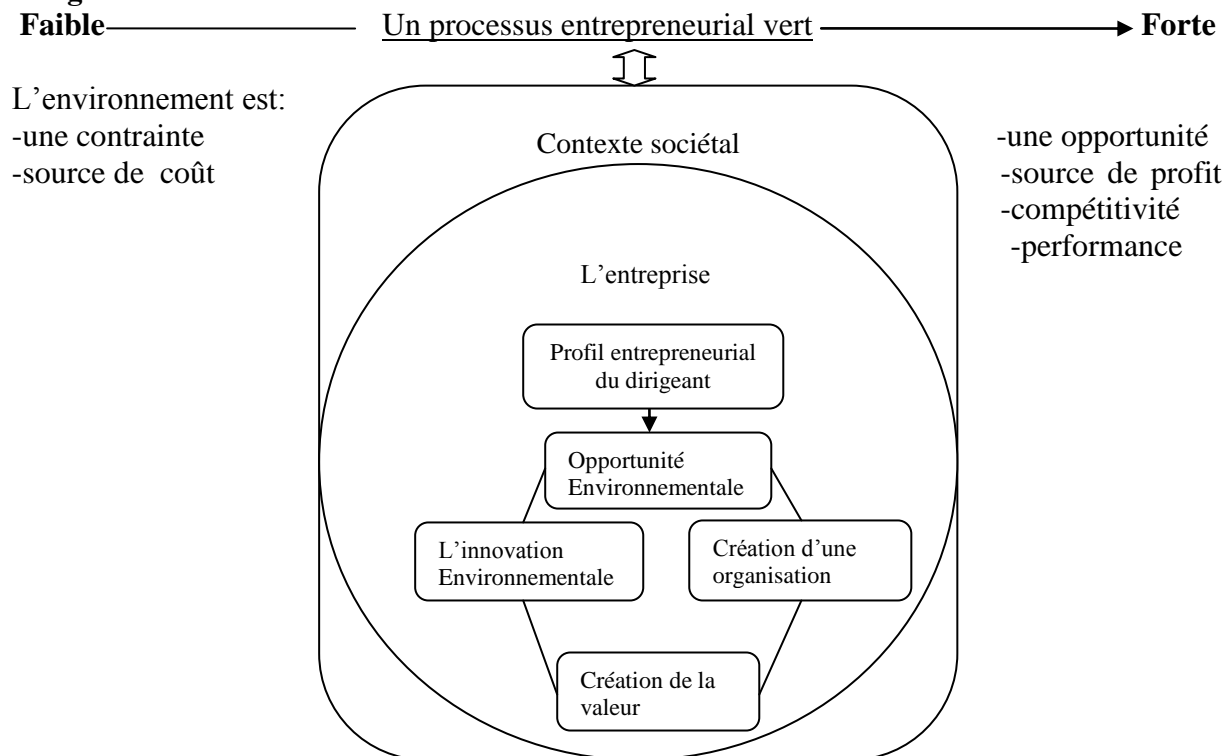 Faible Un processus entrepreneurial vert Forte
L’environnement est:
-une contrainte
-source de coût
-une opportunité
-source de profit
-compétitivité
-performance
Contexte sociétal
L’entreprise
Profil entrepreneurial
du dirigeant
Opportunité
Environnementale
L’innovation
Environnementale
Création d’une
organisation
Création de la
valeur